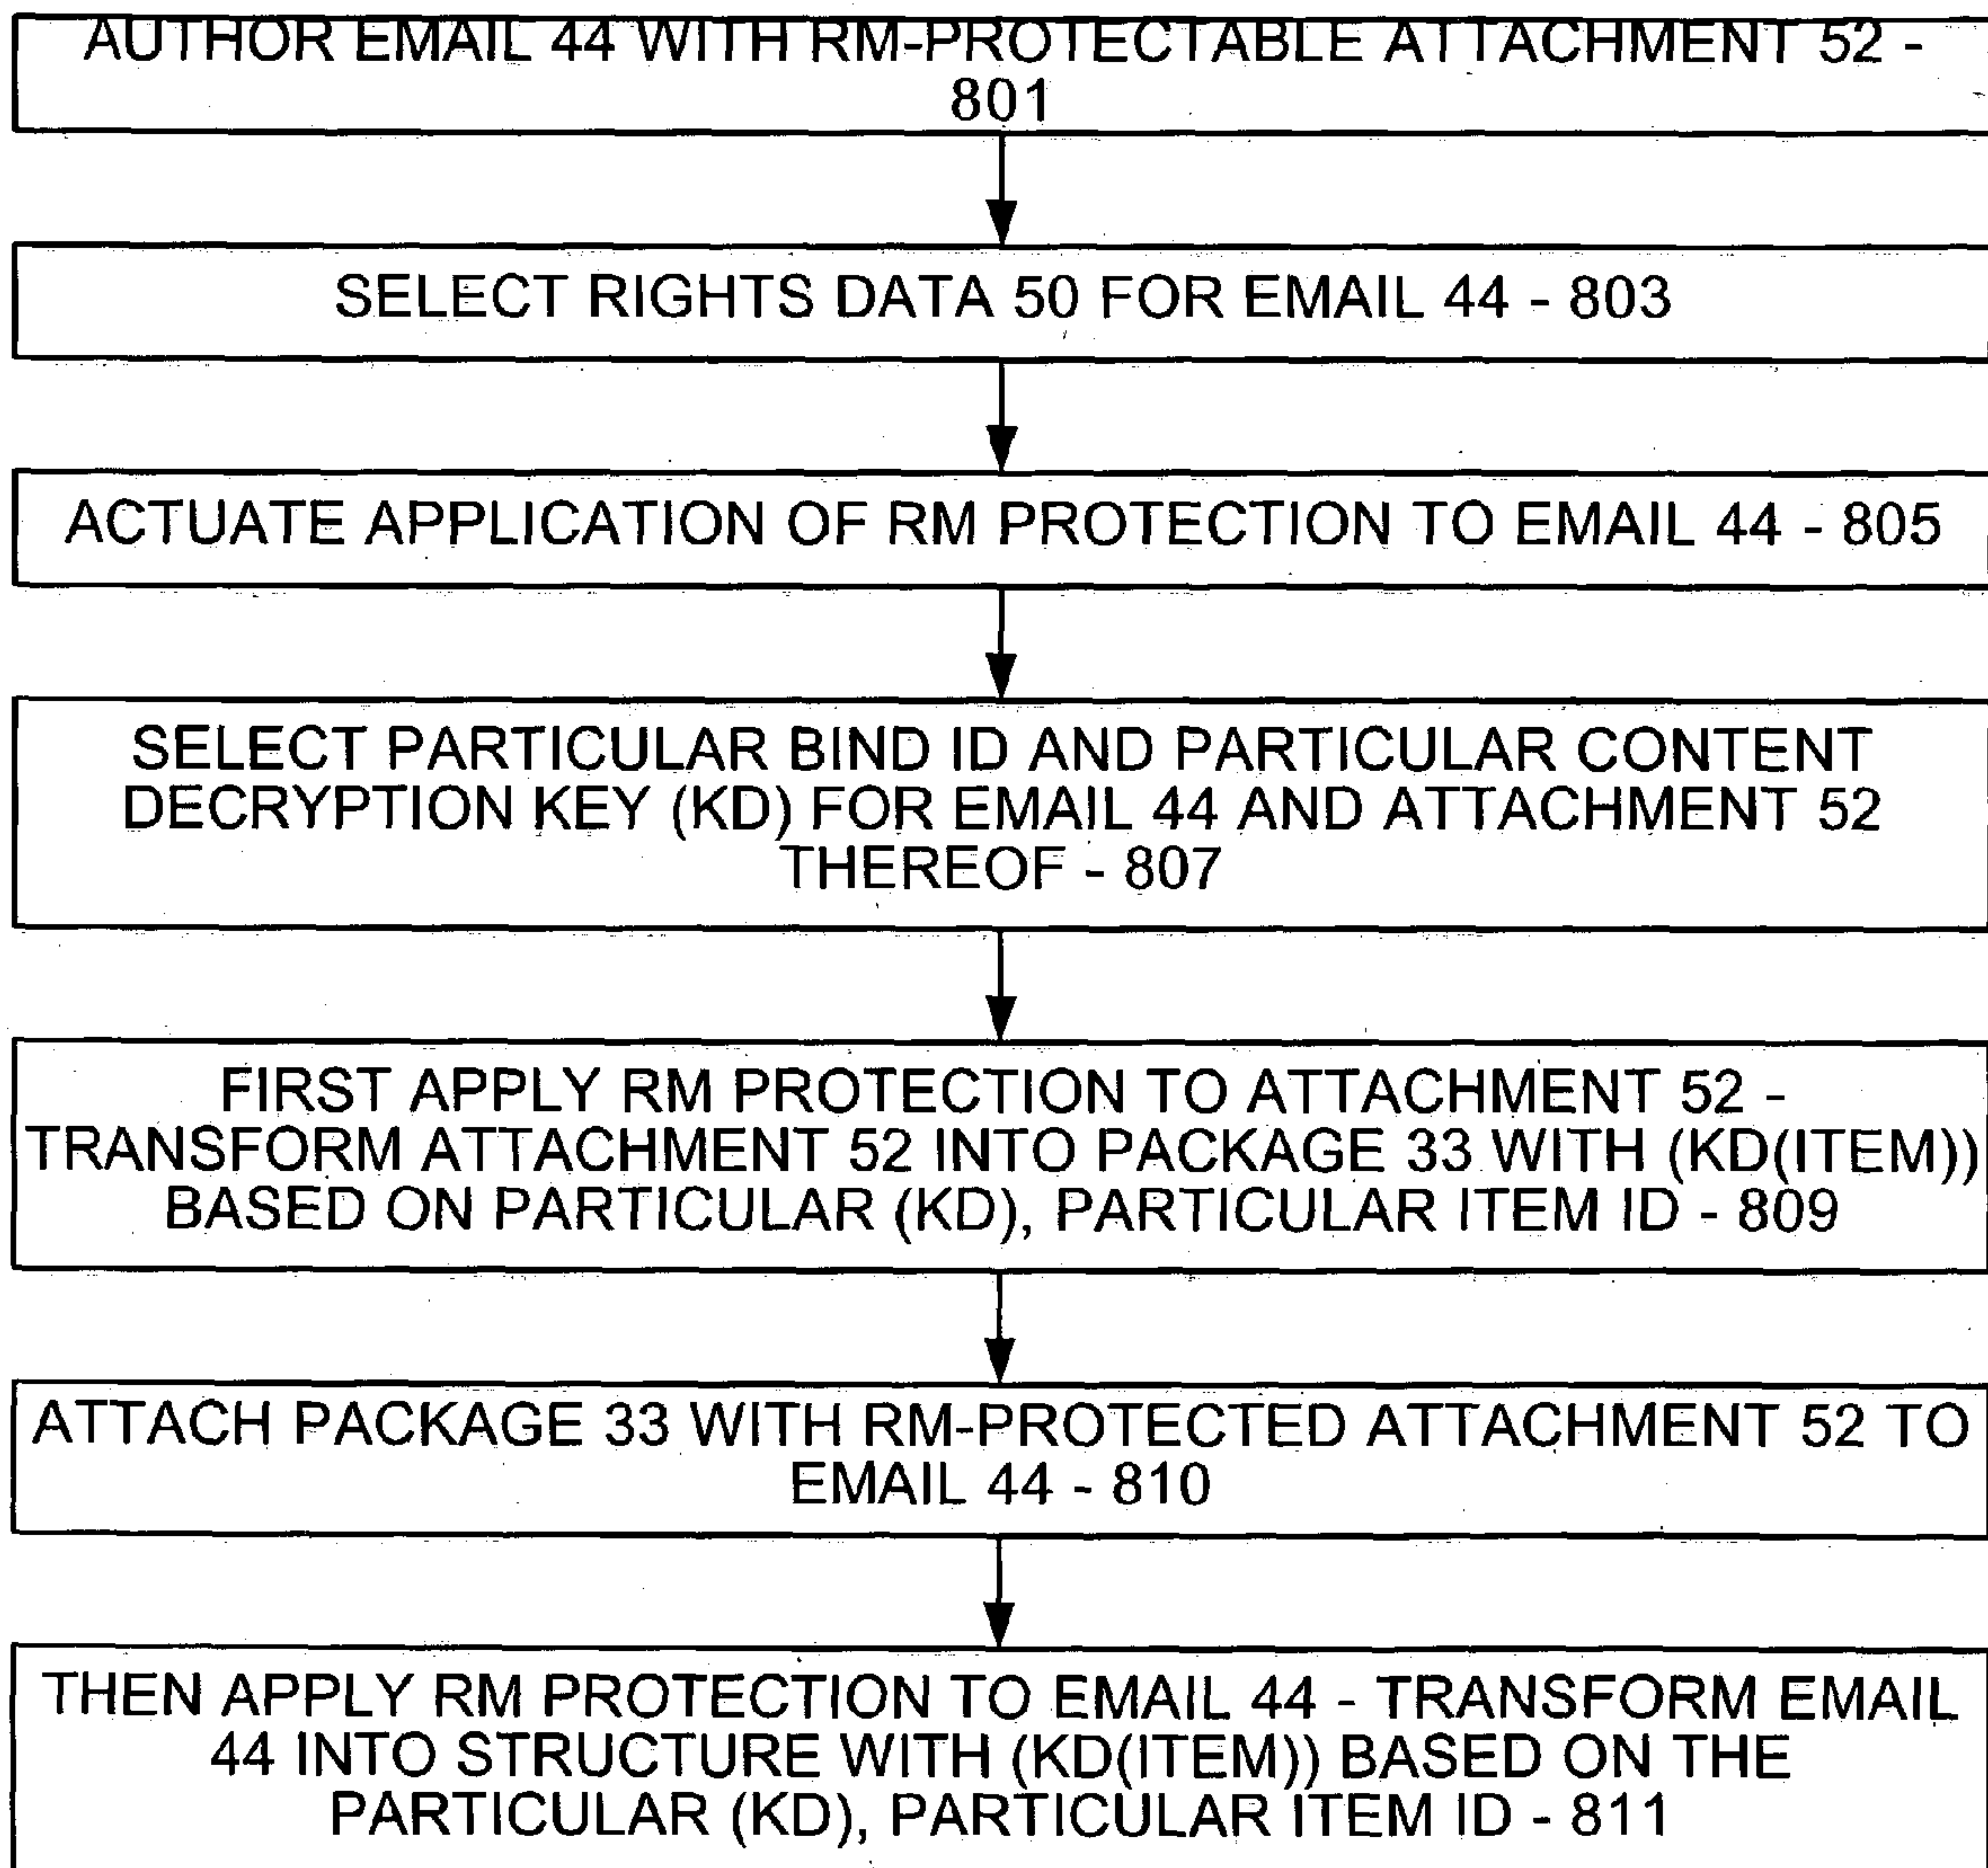 AUTHOR EMAIL 44 WITH RM-PROTECTABLE ATTACHMENT 52 -
801
SELECT RIGHTS DATA 50 FOR EMAIL 44 - 803
ACTUATE APPLICATION OF RM PROTECTION TO EMAIL 44 - 805
SELECT PARTICULAR BIND ID AND PARTICULAR CONTENT
DECRYPTION KEY (KD) FOR EMAIL 44 AND ATTACHMENT 52
THEREOF - 807
FIRST APPLY RM PROTECTION TO ATTACHMENT 52 -
TRANSFORM ATTACHMENT 52 INTO PACKAGE 33 WITH (KD(ITEM))
BASED ON PARTICULAR (KD), PARTICULAR ITEM ID - 809
ATTACH PACKAGE 33 WITH RM-PROTECTED ATTACHMENT 52 TO
EMAIL 44 - 810
THEN APPLY RM PROTECTION TO EMAIL 44 - TRANSFORM EMAIL
44 INTO STRUCTURE WITH (KD(ITEM)) BASED ON THE
PARTICULAR (KD), PARTICULAR ITEM ID - 811